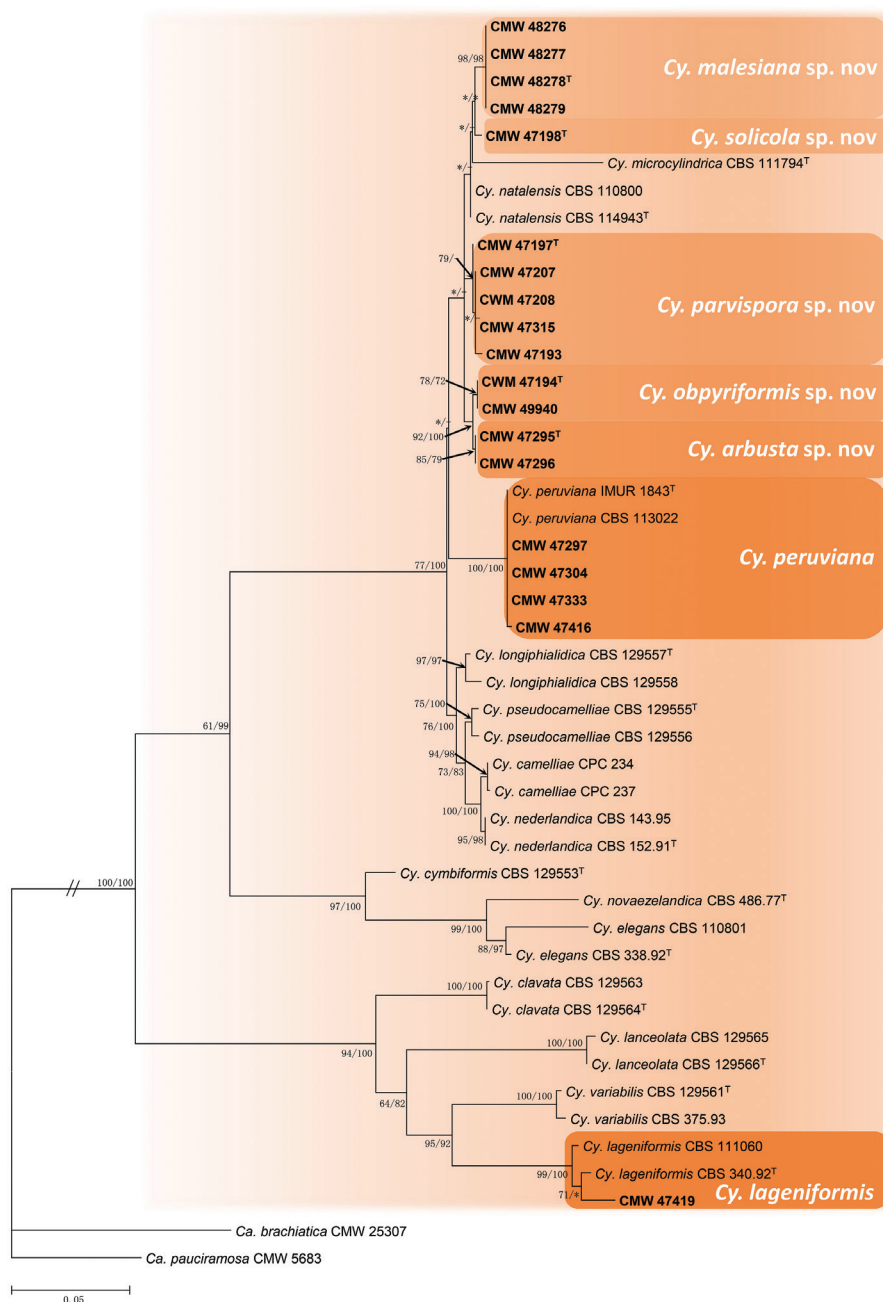 CMW 48276
CMW 48277
98/98
CMW 48278ᵀ
Cy. malesiana sp. nov
*/*
CMW 48279
*/-
CMW 47198ᵀ
Cy. solicola sp. nov
*/-
Cy. microcylindrica CBS 111794ᵀ
Cy. natalensis CBS 110800
Cy. natalensis CBS 114943ᵀ
CMW 47197ᵀ
79/-
CMW 47207
*/-
CWM 47208
Cy. parvispora sp. nov
*/-
CMW 47315
CMW 47193
78/72
CWM 47194ᵀ
Cy. obpyriformis sp. nov
CMW 49940
*/-
92/100
CMW 47295ᵀ
Cy. arbusta sp. nov
85/79
CMW 47296
Cy. peruviana IMUR 1843ᵀ
Cy. peruviana CBS 113022
CMW 47297
Cy. peruviana
77/100
100/100
CMW 47304
CMW 47333
CMW 47416
Cy. longiphialidica CBS 129557ᵀ
97/97
Cy. longiphialidica CBS 129558
75/100
Cy. pseudocamelliae CBS 129555ᵀ
61/99
76/100
Cy. pseudocamelliae CBS 129556
94/98
Cy. camelliae CPC 234
73/83
Cy. camelliae CPC 237
100/100
Cy. nederlandica CBS 143.95
95/98
Cy. nederlandica CBS 152.91ᵀ
Cy. cymbiformis CBS 129553ᵀ
100/100
97/100
Cy. novaezelandica CBS 486.77ᵀ
99/100
Cy. elegans CBS 110801
88/97
Cy. elegans CBS 338.92ᵀ
100/100
Cy. clavata CBS 129563
Cy. clavata CBS 129564ᵀ
Cy. lanceolata CBS 129565
94/100
100/100
Cy. lanceolata CBS 129566ᵀ
100/100
Cy. variabilis CBS 129561ᵀ
64/82
Cy. variabilis CBS 375.93
95/92
Cy. lageniformis CBS 111060
99/100
Cy. lageniformis CBS 340.92ᵀ
71/*
CMW 47419
Cy. lageniformis
Ca. brachiatica CMW 25307
Ca. pauciramosa CMW 5683
0.05